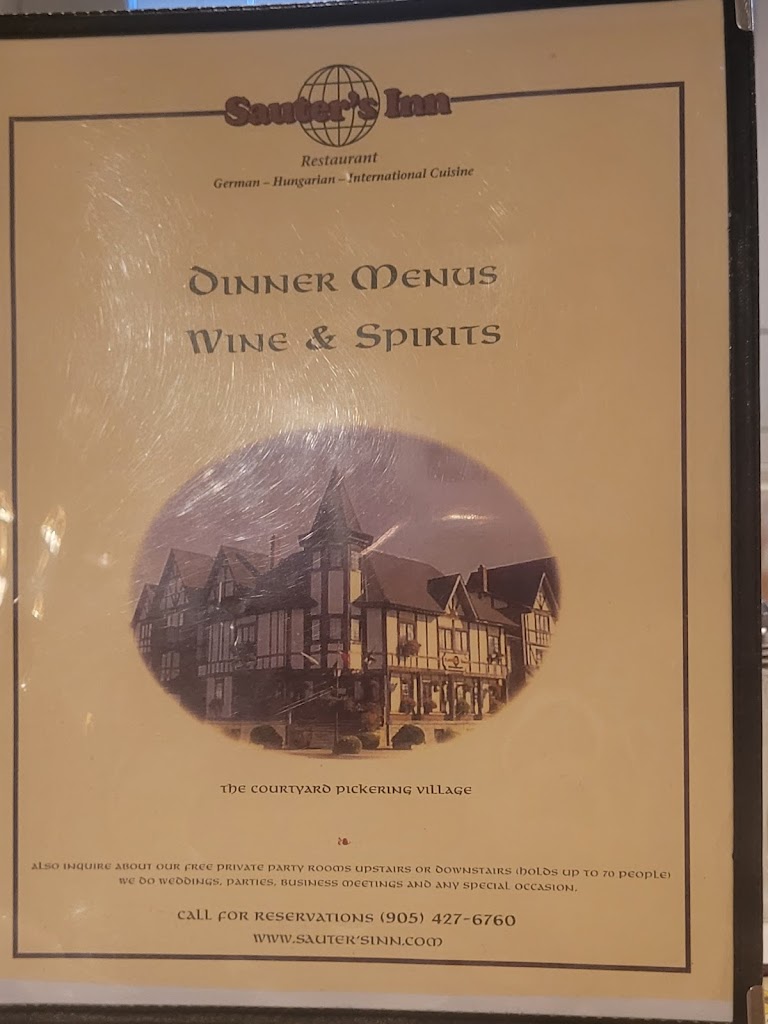 Sauter's Inn
Restaurant
German – Hungarian – International Cuisine
Dinner Menus
Wine & Spirits
The Courtyard Pickering Village
Also inquire about our free private party rooms upstairs or downstairs (holds up to 70 people)
We do weddings, parties, business meetings and any special occasion.
Call for reservations (905) 427-6760
www.sauter'sinn.com